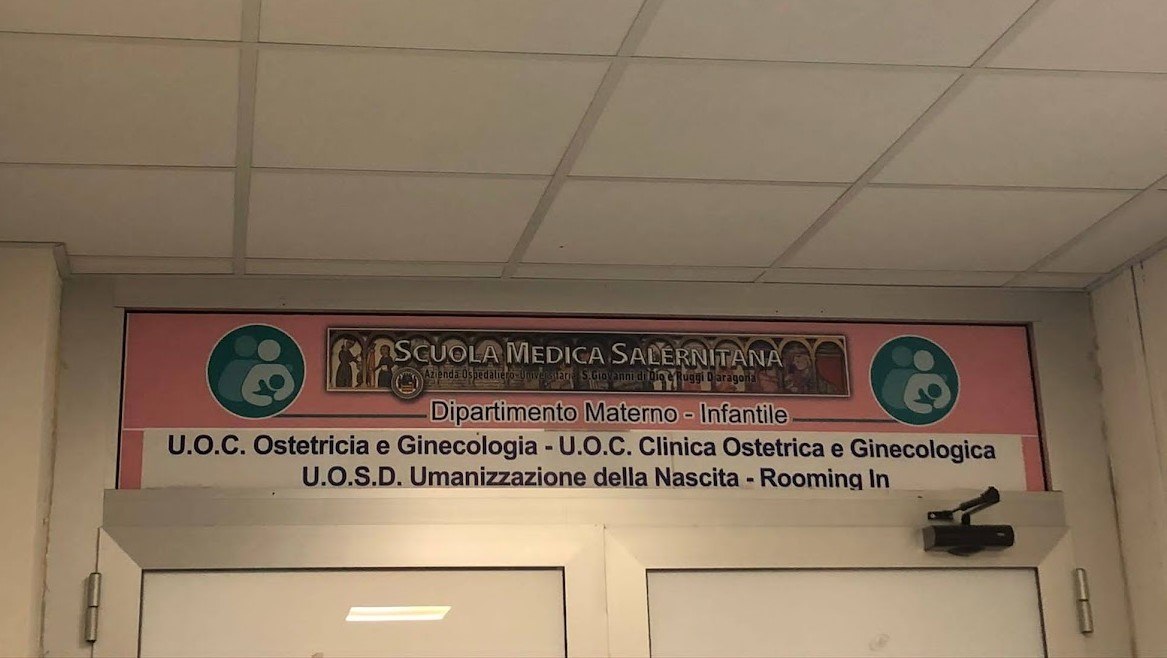 SCUOLA MEDICA SALERNITANA
Azienda Ospedaliero-Universitaria S.Giovanni di Dio e Ruggi D'aragona
Dipartimento Materno - Infantile
U.O.C. Ostetricia e Ginecologia - U.O.C. Clinica Ostetrica e Ginecologica
U.O.S.D. Umanizzazione della Nascita - Rooming In